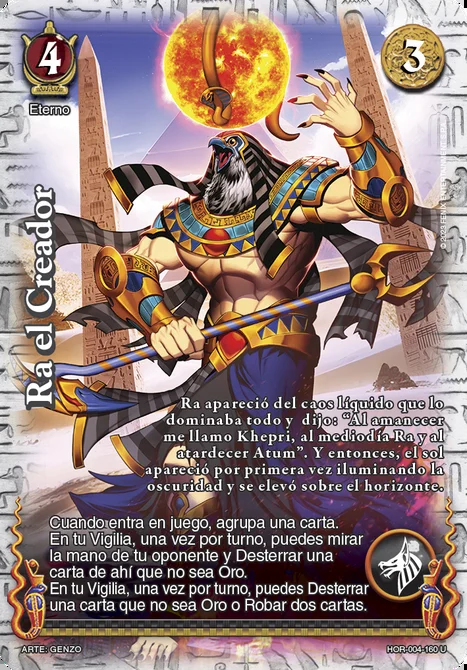 4
3
Eterno
Ra el Creador
Ra apareció del caos líquido que lo
dominaba todo y dijo: “Al amanecer
me llamo Khepri, al mediodía Ra y al
atardecer Atum”. Y entonces, el sol
apareció por primera vez iluminando la
oscuridad y se elevó sobre el horizonte.
Cuando entra en juego, agrupa una carta.
En tu Vigilia, una vez por turno, puedes mirar
la mano de tu oponente y Desterrar una
carta de ahí que no sea Oro.
En tu Vigilia, una vez por turno, puedes Desterrar
una carta que no sea Oro o Robar dos cartas.
ARTE: GENZO
HOR-004-160 U